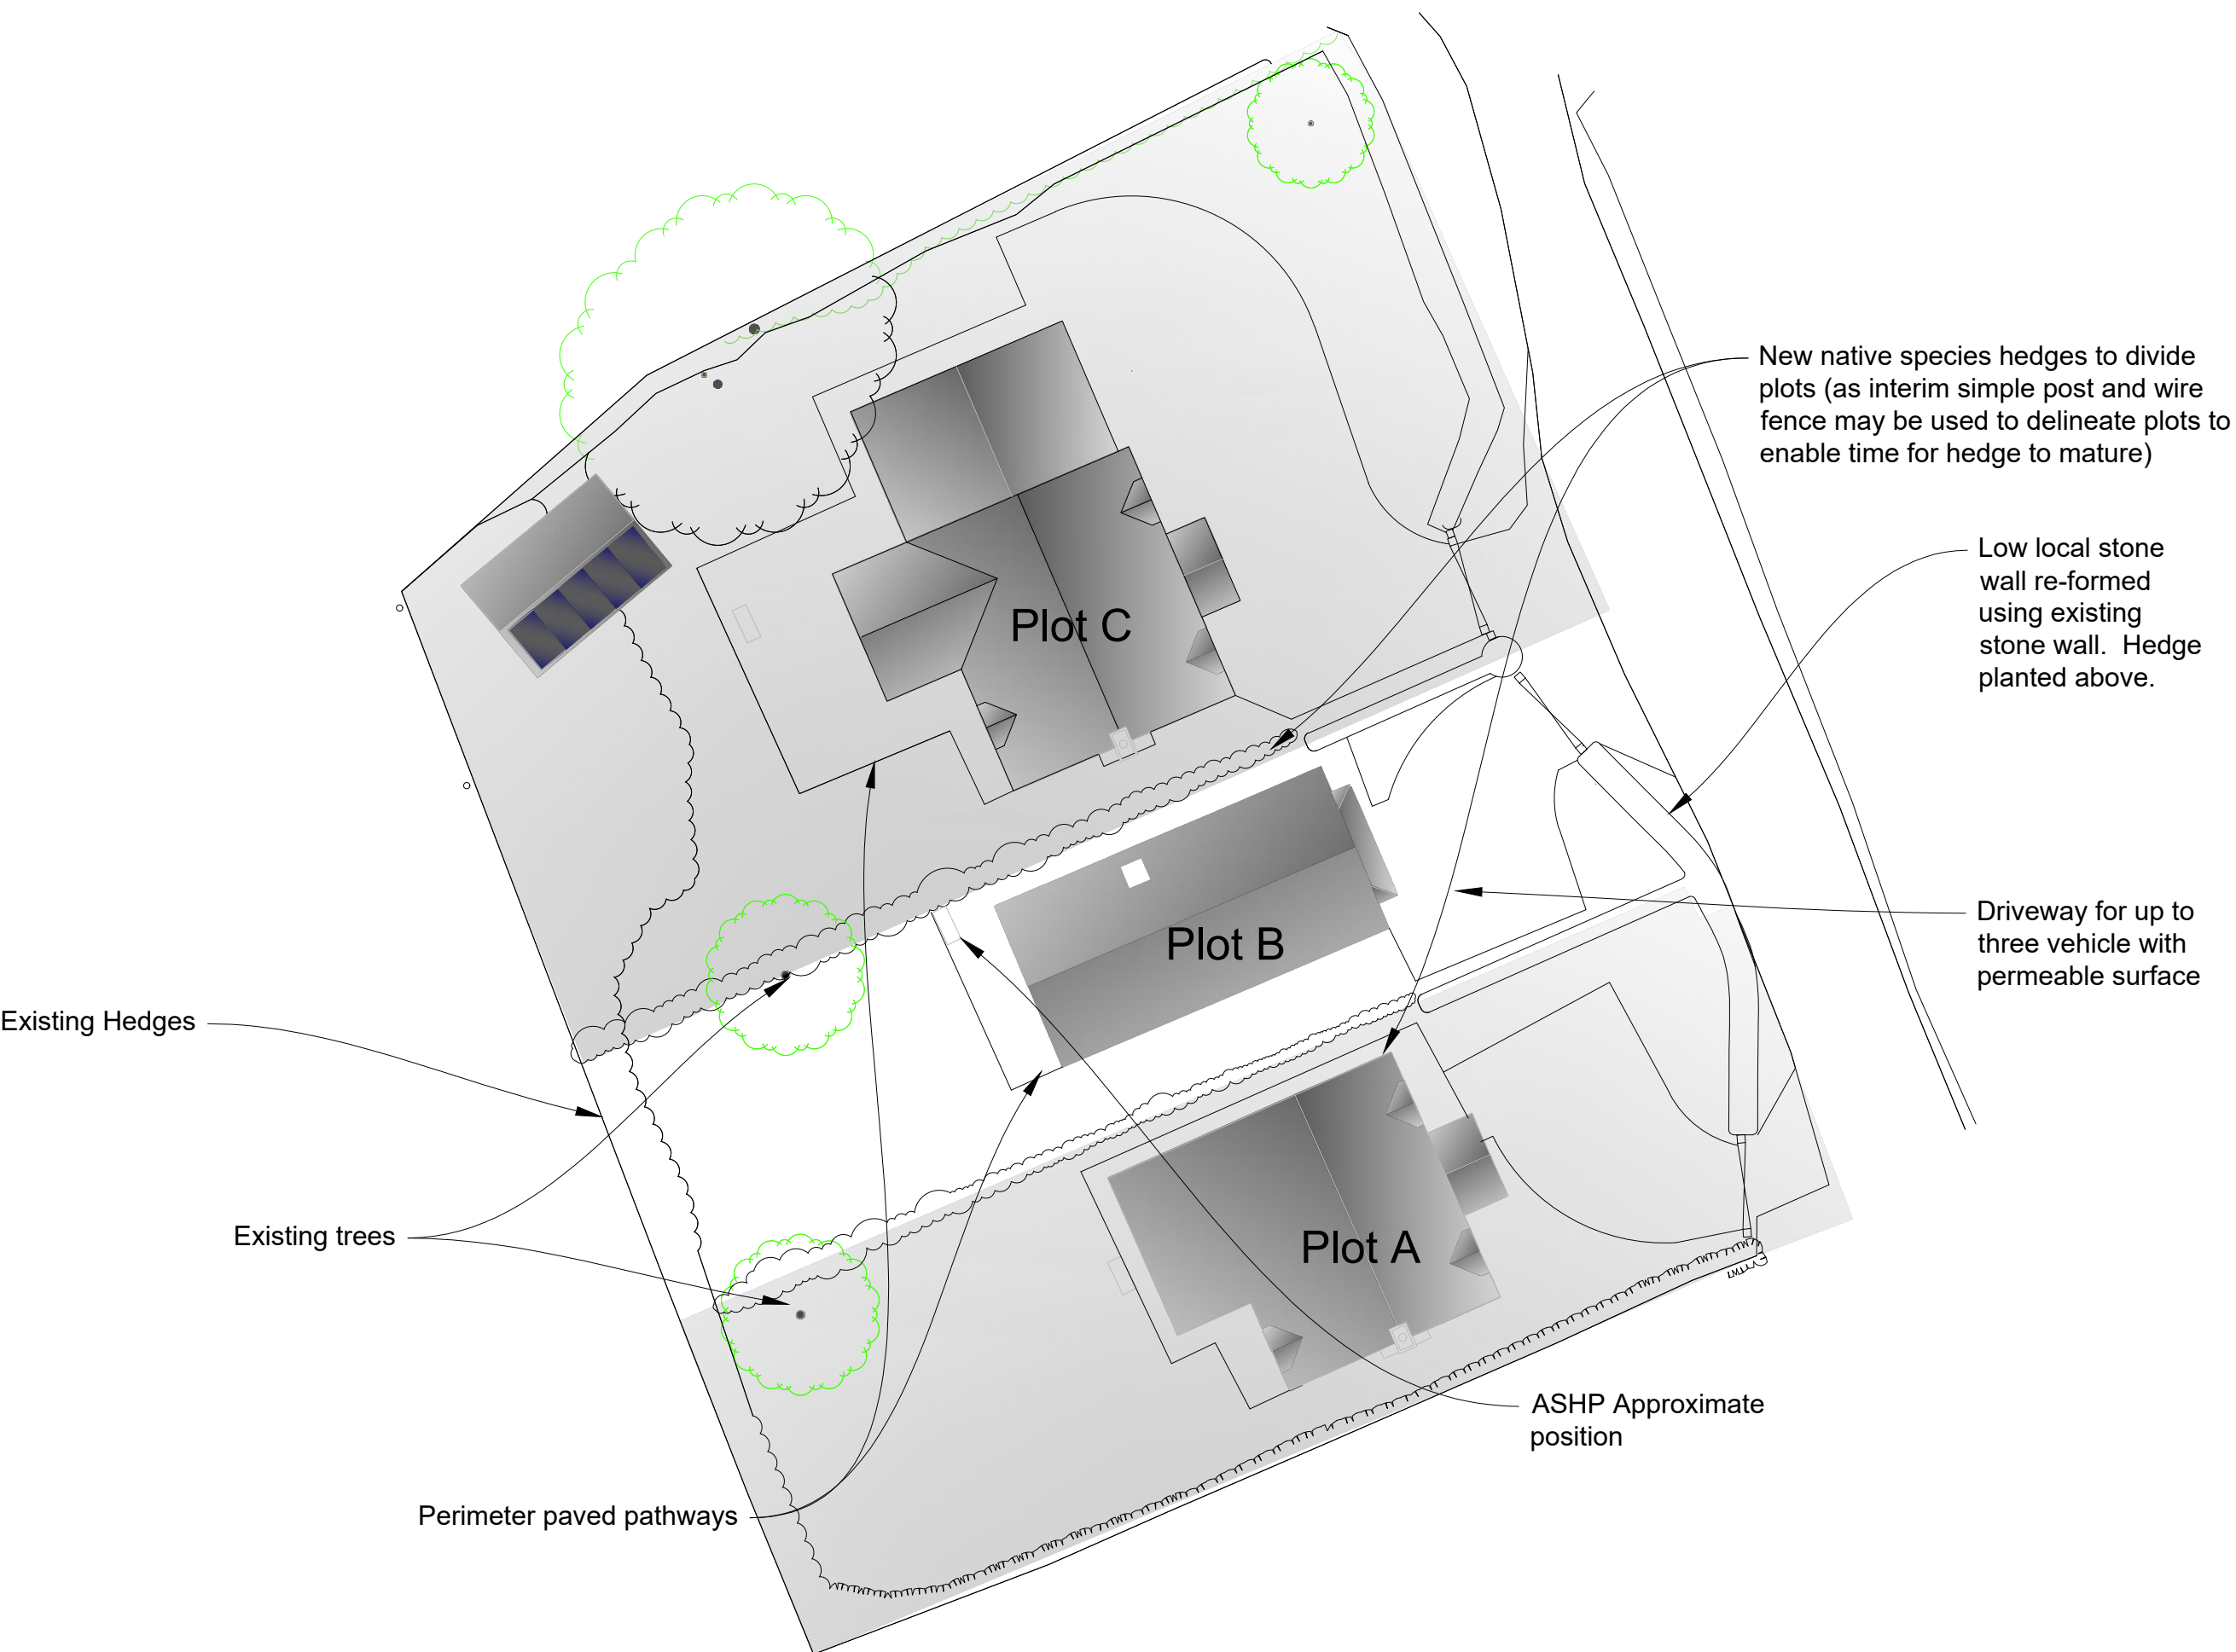 New native species hedges to divide
plots (as interim simple post and wire
fence may be used to delineate plots to
enable time for hedge to mature)
Low local stone
wall re-formed
using existing
stone wall.  Hedge
planted above.
Plot C
Driveway for up to
three vehicle with
permeable surface
Plot B
Existing Hedges
Existing trees
Plot A
ASHP Approximate
position
Perimeter paved pathways